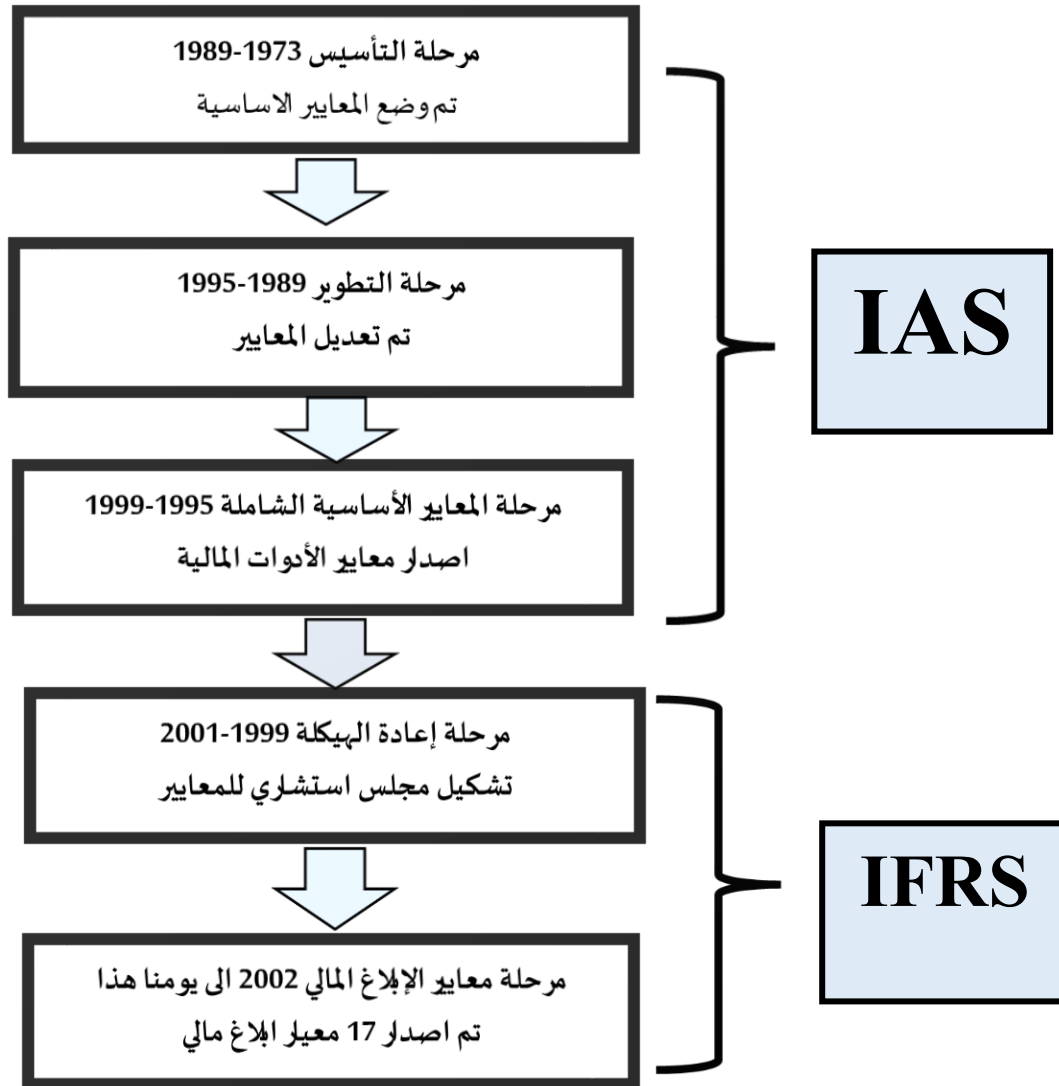 مرحلة التأسيس 1973-1989
تم وضع المعايير الاساسية
مرحلة التطوير 1989-1995
تم تعديل المعايير
IAS
مرحلة المعايير الأساسية الشاملة 1995-1999
اصدار معايير الأدوات المالية
مرحلة إعادة الهيكلة 1999-2001
تشكيل مجلس استشاري للمعايير
IFRS
مرحلة معايير الإبلاغ المالي 2002 الى يومنا هذا
تم اصدار 17 معيار ابلاغ مالي